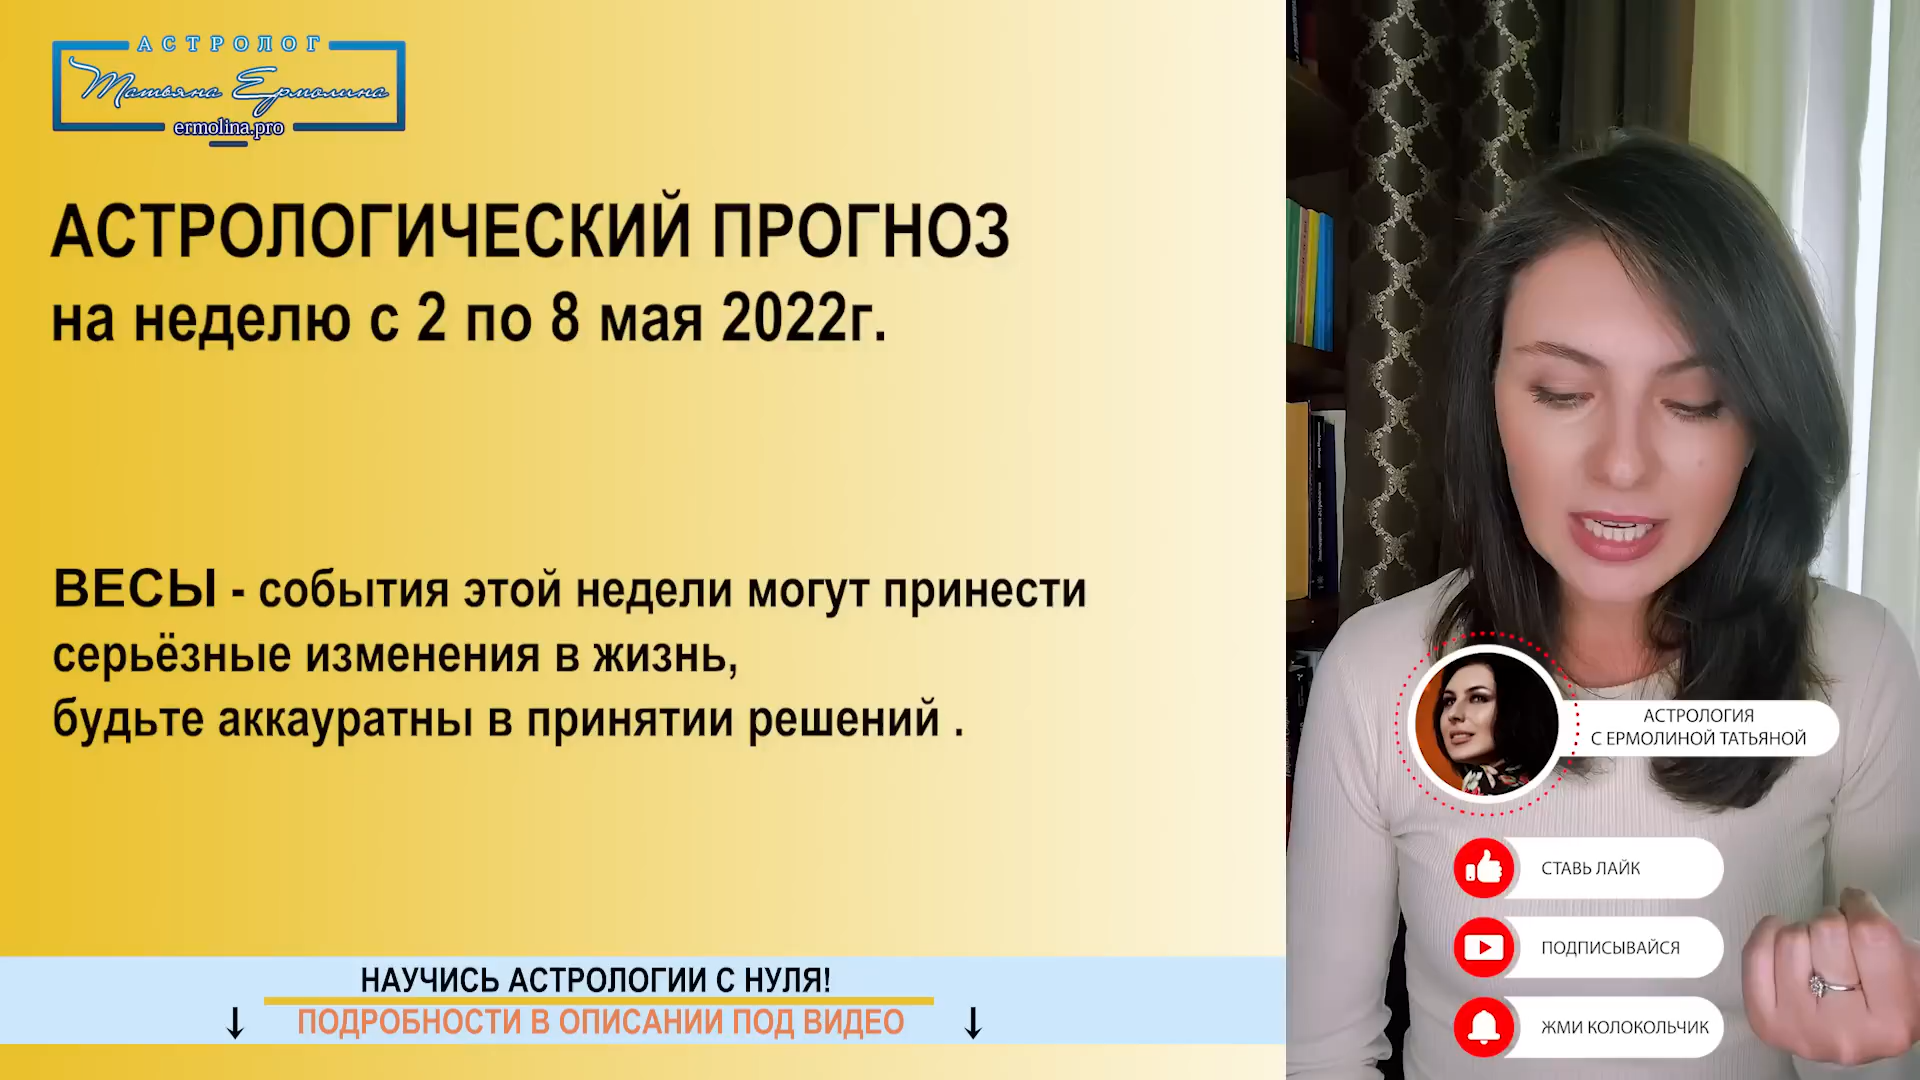 АСТРОЛОГ
Татьяна Ермолина
ermolina.pro
АСТРОЛОГИЧЕСКИЙ ПРОГНОЗ
на неделю с 2 по 8 мая 2022г.
ВЕСЫ - события этой недели могут принести
серьёзные изменения в жизнь,
будьте аккауратны в принятии решений .
НАУЧИСЬ АСТРОЛОГИИ С НУЛЯ!
↓ ПОДРОБНОСТИ В ОПИСАНИИ ПОД ВИДЕО ↓
АСТРОЛОГИЯ
С ЕРМОЛИНОЙ ТАТЬЯНОЙ
СТАВЬ ЛАЙК
ПОДПИСЫВАЙСЯ
ЖМИ КОЛОКОЛЬЧИК